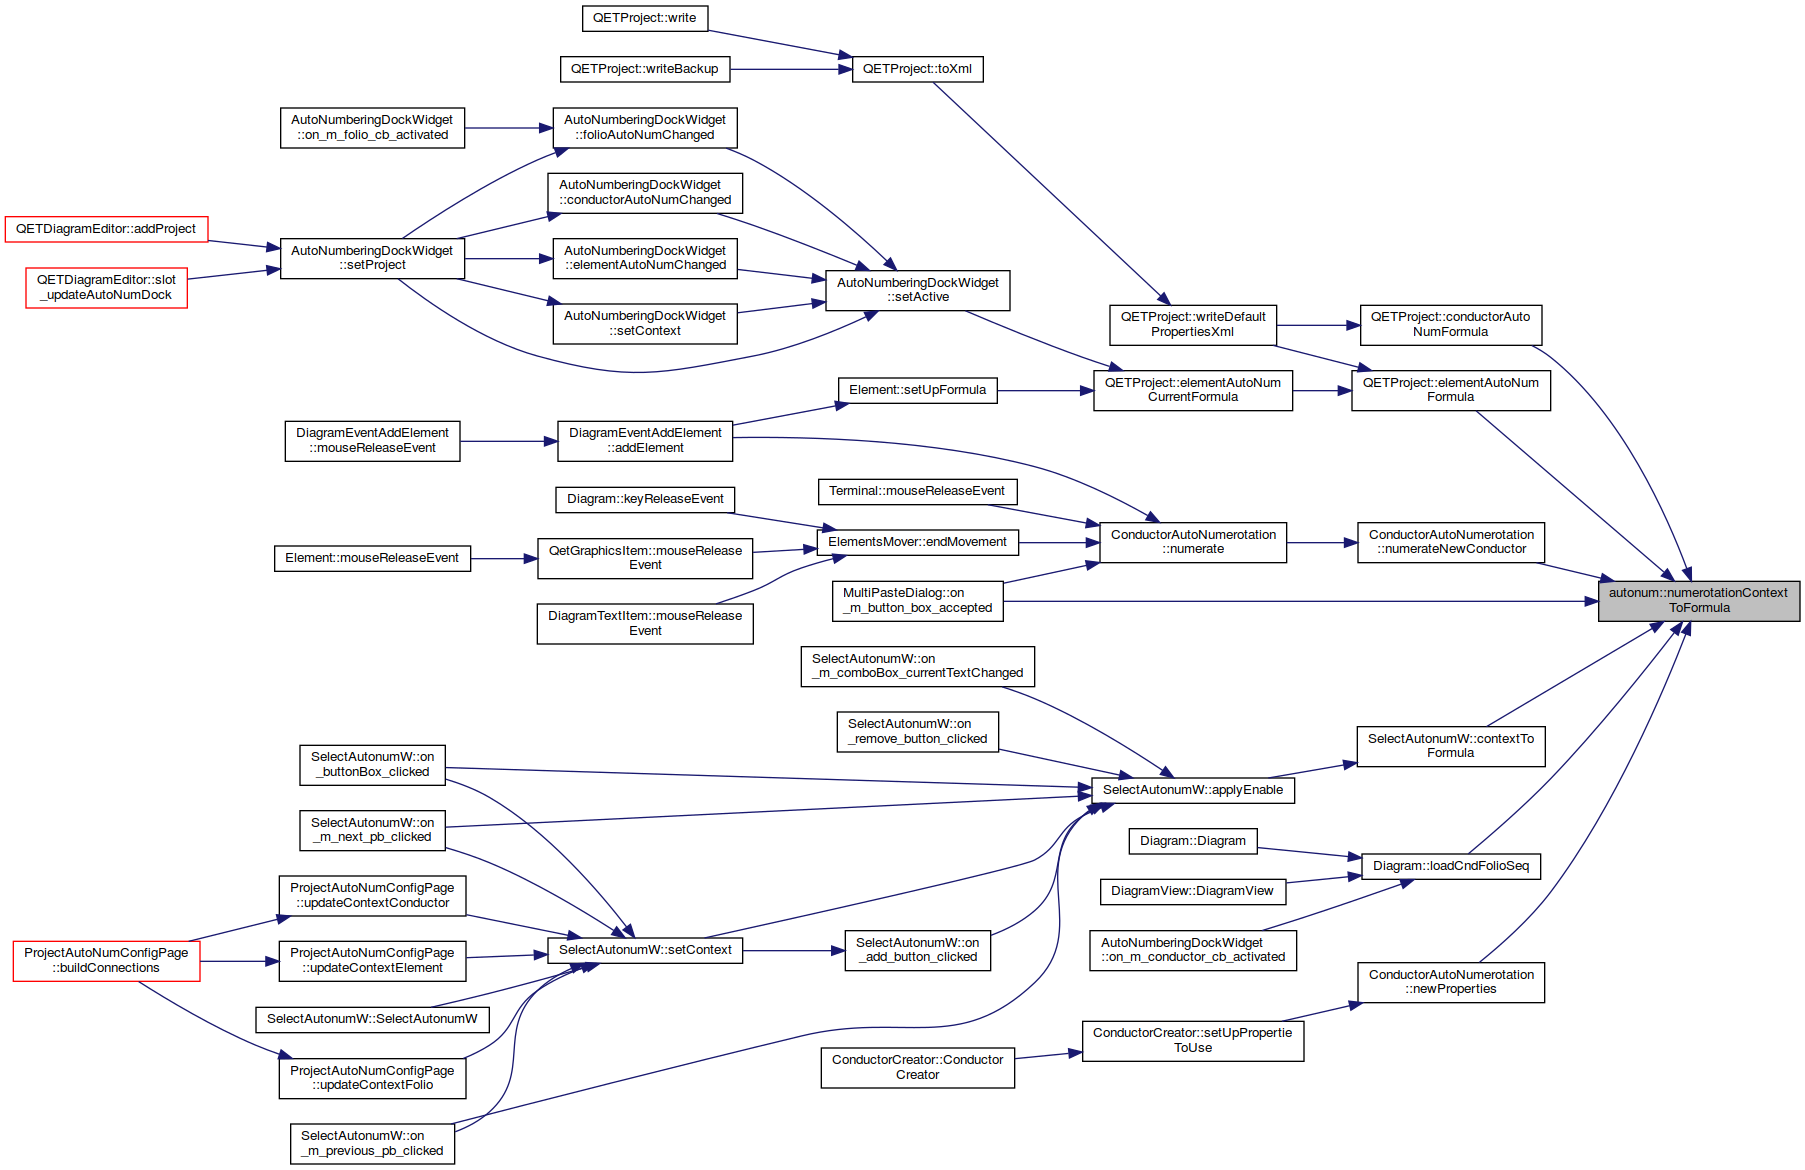 QETProject::write
QETProject::writeBackup
QETProject::toXml
AutoNumberingDockWidget
::on_m_folio_cb_activated
AutoNumberingDockWidget
::folioAutoNumChanged
AutoNumberingDockWidget
::conductorAutoNumChanged
QETDiagramEditor::addProject
QETDiagramEditor::slot
_updateAutoNumDock
AutoNumberingDockWidget
::setProject
AutoNumberingDockWidget
::elementAutoNumChanged
AutoNumberingDockWidget
::setContext
AutoNumberingDockWidget
::setActive
QETProject::writeDefault
PropertiesXml
QETProject::conductorAuto
NumFormula
Element::setUpFormula
QETProject::elementAutoNum
CurrentFormula
QETProject::elementAutoNum
Formula
DiagramEventAddElement
::mouseReleaseEvent
DiagramEventAddElement
::addElement
Diagram::keyReleaseEvent
Terminal::mouseReleaseEvent
Element::mouseReleaseEvent
QetGraphicsItem::mouseRelease
Event
ElementsMover::endMovement
ConductorAutoNumerotation
::numerate
ConductorAutoNumerotation
::numerateNewConductor
DiagramTextItem::mouseRelease
Event
MultiPasteDialog::on
_m_button_box_accepted
autonum::numerotationContext
ToFormula
SelectAutonumW::on
_m_comboBox_currentTextChanged
SelectAutonumW::on
_remove_button_clicked
SelectAutonumW::contextTo
Formula
SelectAutonumW::on
_buttonBox_clicked
SelectAutonumW::applyEnable
SelectAutonumW::on
_m_next_pb_clicked
Diagram::Diagram
Diagram::loadCndFolioSeq
DiagramView::DiagramView
ProjectAutoNumConfigPage
::updateContextConductor
ProjectAutoNumConfigPage
::buildConnections
ProjectAutoNumConfigPage
::updateContextElement
SelectAutonumW::setContext
SelectAutonumW::on
_add_button_clicked
AutoNumberingDockWidget
::on_m_conductor_cb_activated
ConductorAutoNumerotation
::newProperties
SelectAutonumW::SelectAutonumW
ConductorCreator::setUpPropertie
ToUse
ProjectAutoNumConfigPage
::updateContextFolio
ConductorCreator::Conductor
Creator
SelectAutonumW::on
_m_previous_pb_clicked